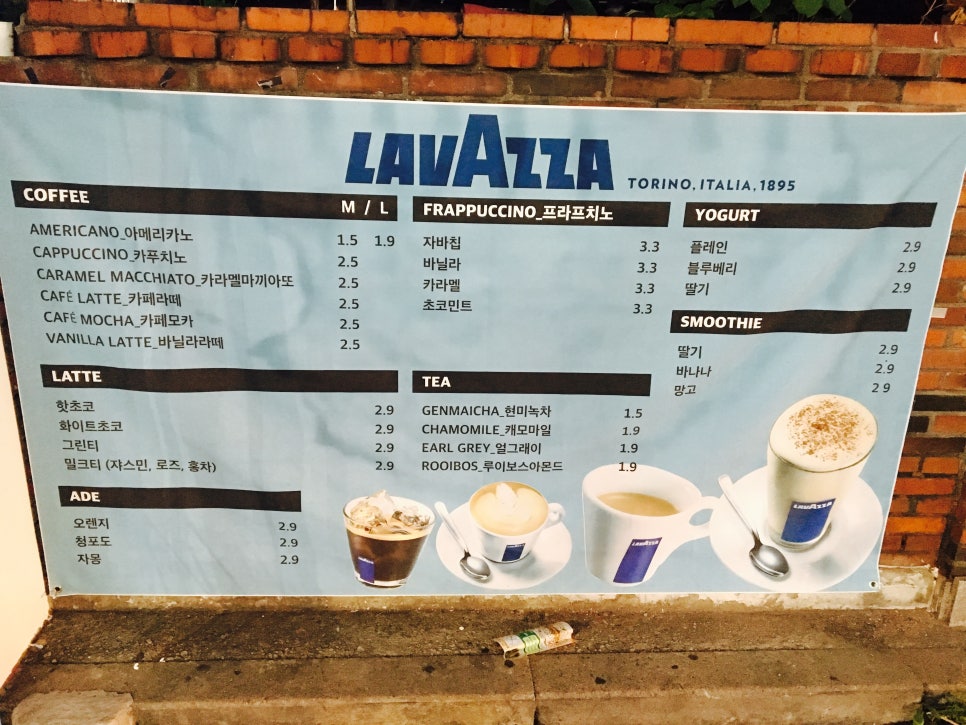 LAVAZZA
TORINO, ITALIA, 1895
COFFEE M / L
AMERICANO_아메리카노 1.5 1.9
CAPPUCCINO_카푸치노 2.5
CARAMEL MACCHIATO_카라멜마끼아또 2.5
CAFÉ LATTE_카페라떼 2.5
CAFÉ MOCHA_카페모카 2.5
VANILLA LATTE_바닐라라떼 2.5
LATTE
핫초코 2.9
화이트초코 2.9
그린티 2.9
밀크티 (쟈스민, 로즈, 홍차) 2.9
ADE
오렌지 2.9
청포도 2.9
자몽 2.9
FRAPPUCCINO_프라프치노
자바칩 3.3
바닐라 3.3
카라멜 3.3
초코민트 3.3
TEA
GENMAICHA_현미녹차 1.5
CHAMOMILE_캐모마일 1.9
EARL GREY_얼그레이 1.9
ROOIBOS_루이보스아몬드 1.9
YOGURT
플레인 2.9
블루베리 2.9
딸기 2.9
SMOOTHIE
딸기 2.9
바나나 2.9
망고 2.9
LAVAZZA
LAVAZZA